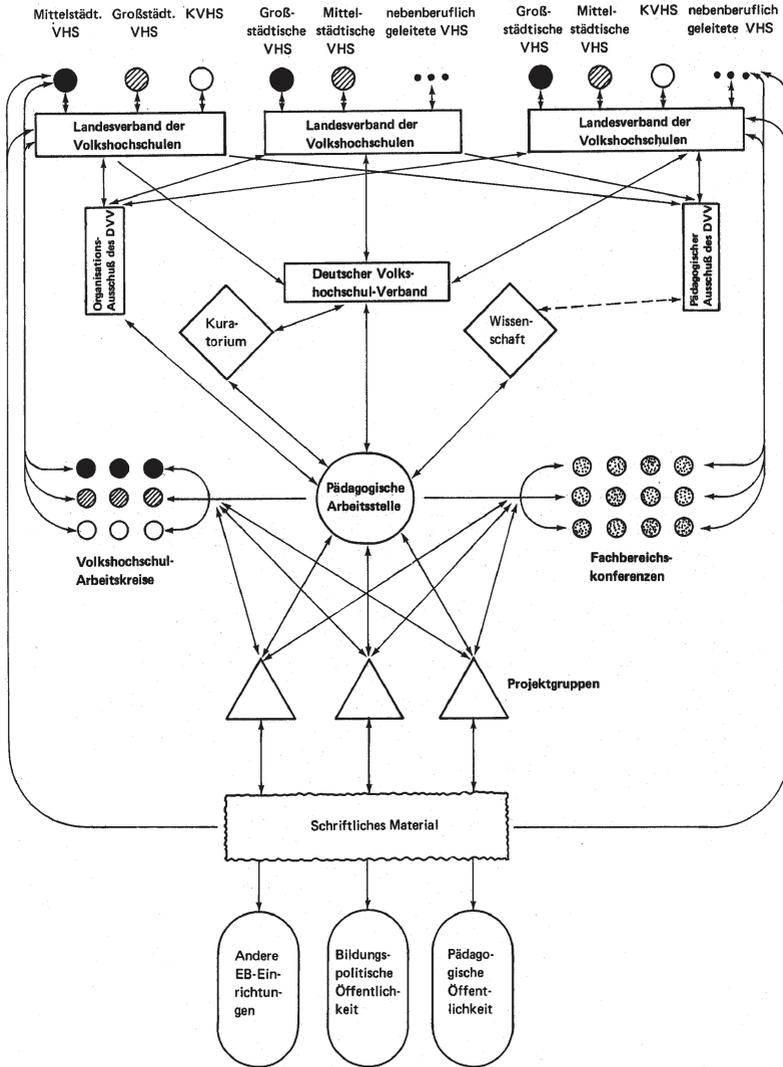 Mittelstädt.
VHS
Großstädt.
VHS
KVHS
Groß-
städtische
VHS
Mittel-
städtische
VHS
nebenberuflich
geleitete VHS
Groß-
städtische
VHS
Mittel-
städtische
VHS
KVHS
nebenberuflich
geleitete VHS
Landesverband der
Volkshochschulen
Landesverband der
Volkshochschulen
Landesverband der
Volkshochschulen
Organisations-
Ausschuß des DVV
Deutscher Volks-
hochschul-Verband
Pädagogischer
Ausschuß des DVV
Kura-
torium
Wissen-
schaft
Pädagogische
Arbeitsstelle
Volkshochschul-
Arbeitskreise
Fachbereichs-
konferenzen
Projektgruppen
Schriftliches Material
Andere
EB-Ein-
richtun-
gen
Bildungs-
politische
Öffentlich-
keit
Pädago-
gische
Öffent-
lichkeit